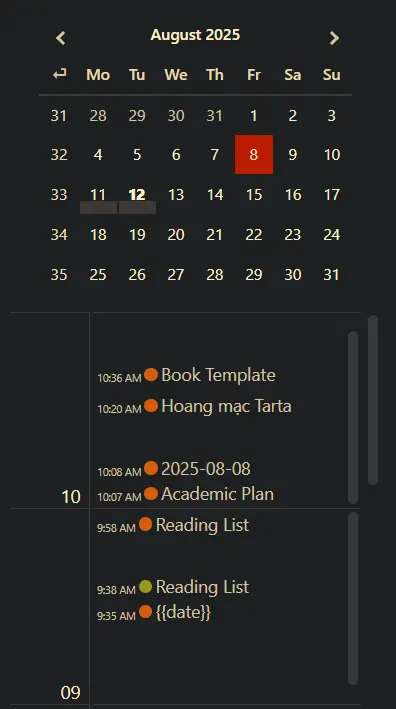 August 2025
Mo Tu We Th Fr Sa Su
31 28 29 30 31 1 2 3
32 4 5 6 7 8 9 10
33 11 12 13 14 15 16 17
34 18 19 20 21 22 23 24
35 25 26 27 28 29 30 31
10:36 AM Book Template
10:20 AM Hoang mạc Tarta
10:08 AM 2025-08-08
10:07 AM Academic Plan
10
9:58 AM Reading List
9:38 AM Reading List
9:35 AM {{date}}
09